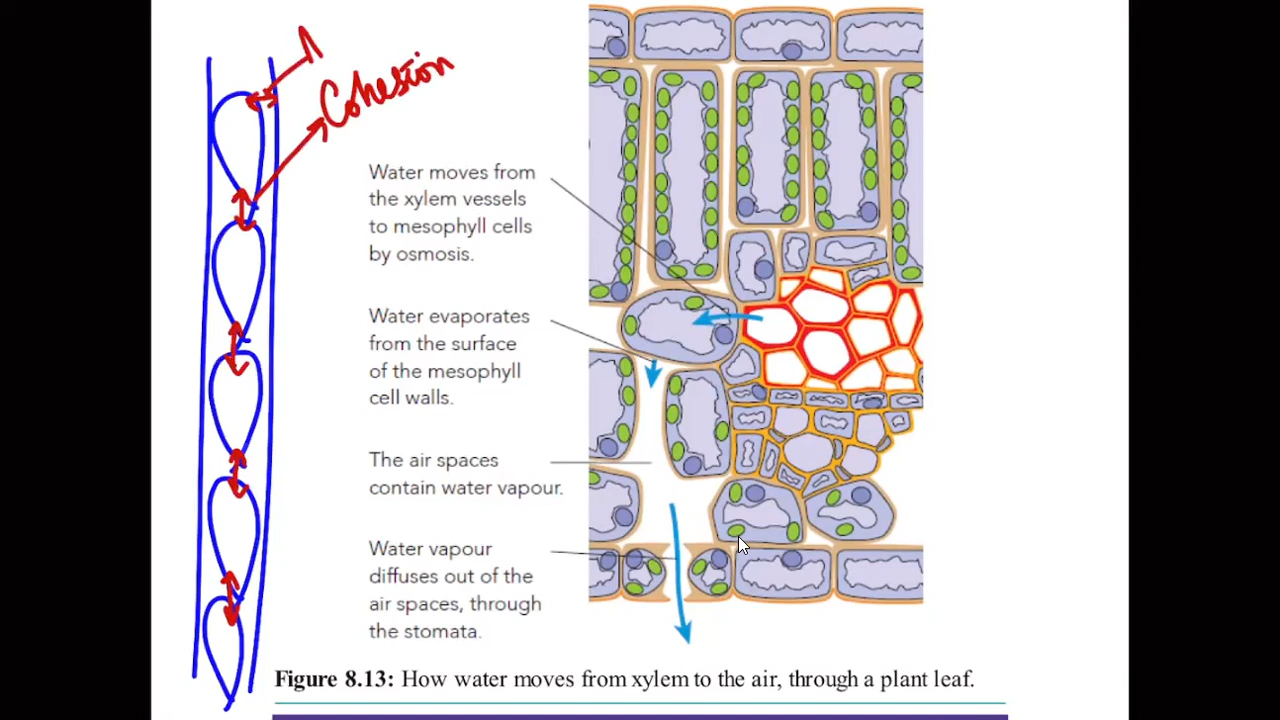 Cohesion
Water moves from
the xylem vessels
to mesophyll cells
by osmosis.
Water evaporates
from the surface
of the mesophyll
cell walls.
The air spaces
contain water vapour.
Water vapour
diffuses out of the
air spaces, through
the stomata.
Figure 8.13: How water moves from xylem to the air, through a plant leaf.